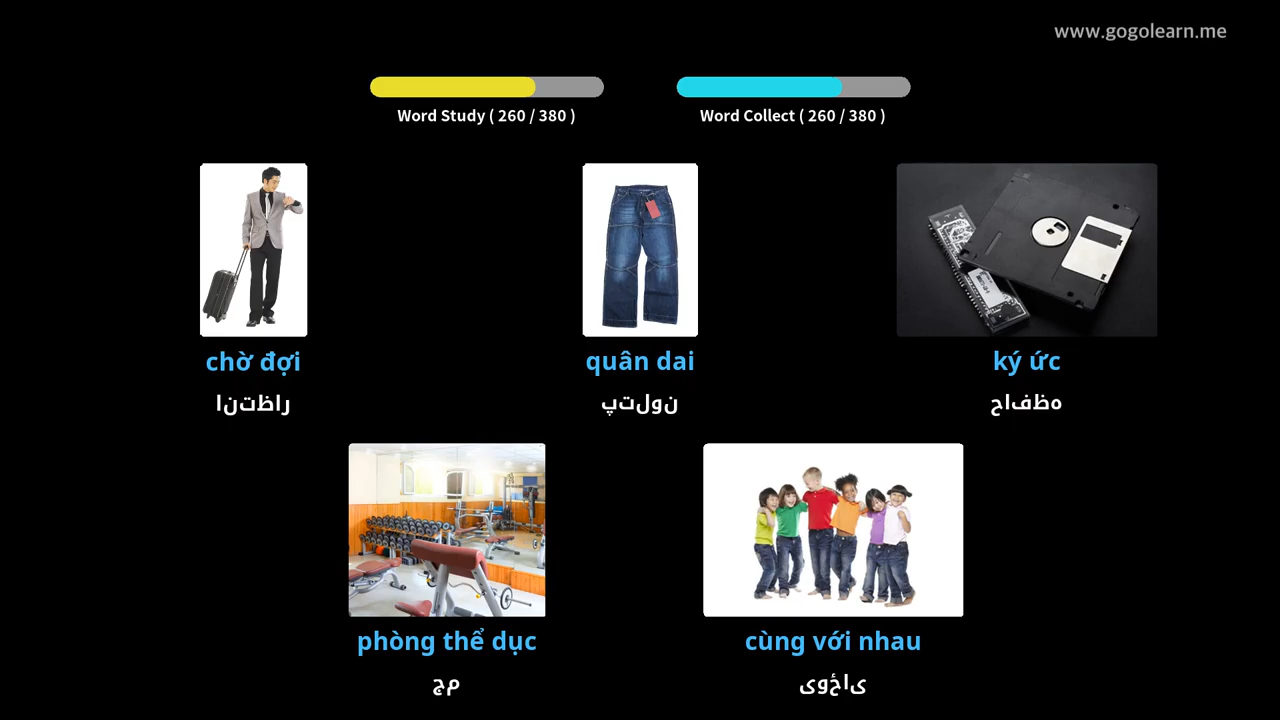 www.gogolearn.me
Word Study ( 260 / 380 )
Word Collect ( 260 / 380 )
chờ đợi
راظتنا
quân dai
نولتپ
ký ức
هظفاح
phòng thể dục
مج
cùng với nhau
یاځوی